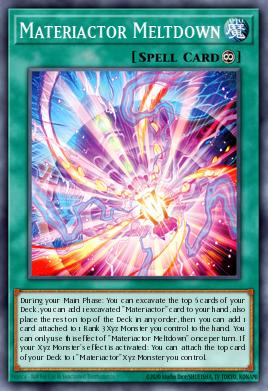 MATERIACTOR MELTDOWN
魔
[SPELL CARD
]
During your Main Phase: You can excavate the top 5 cards of your
Deck, you can add 1 excavated "Materiactor" card to your hand, also
place the rest on top of the Deck in any order, then you can add 1
card attached to 1 Rank 3 Xyz Monster you control to the hand. You
can only use this effect of "Materiactor Meltdown" once per turn. If
your Xyz Monster's effect is activated: You can attach the top card
of your Deck to 1 "Materiactor" Xyz Monster you control.